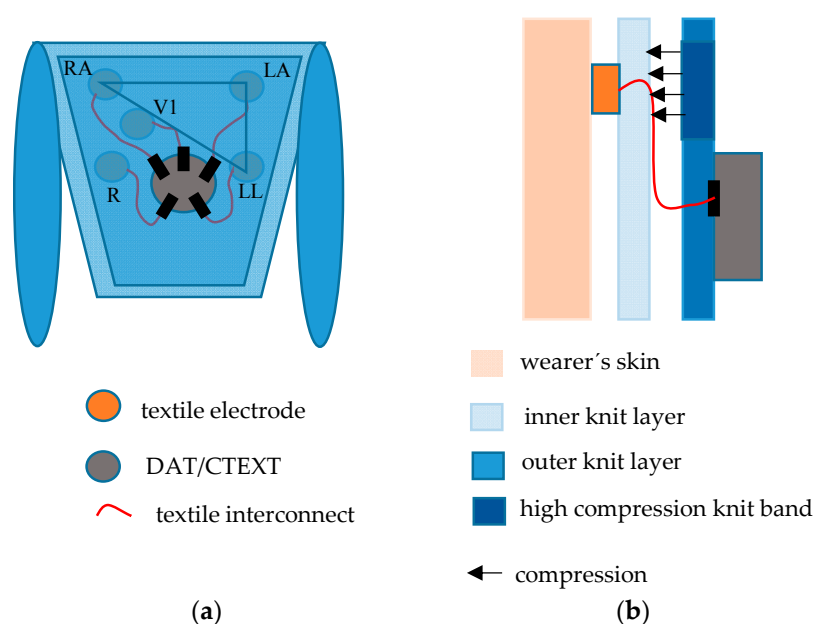 RA
LA
V1
R
LL
textile electrode
DAT/CTEXT
textile interconnect
(a)
wearer´s skin
inner knit layer
outer knit layer
high compression knit band
compression
(b)